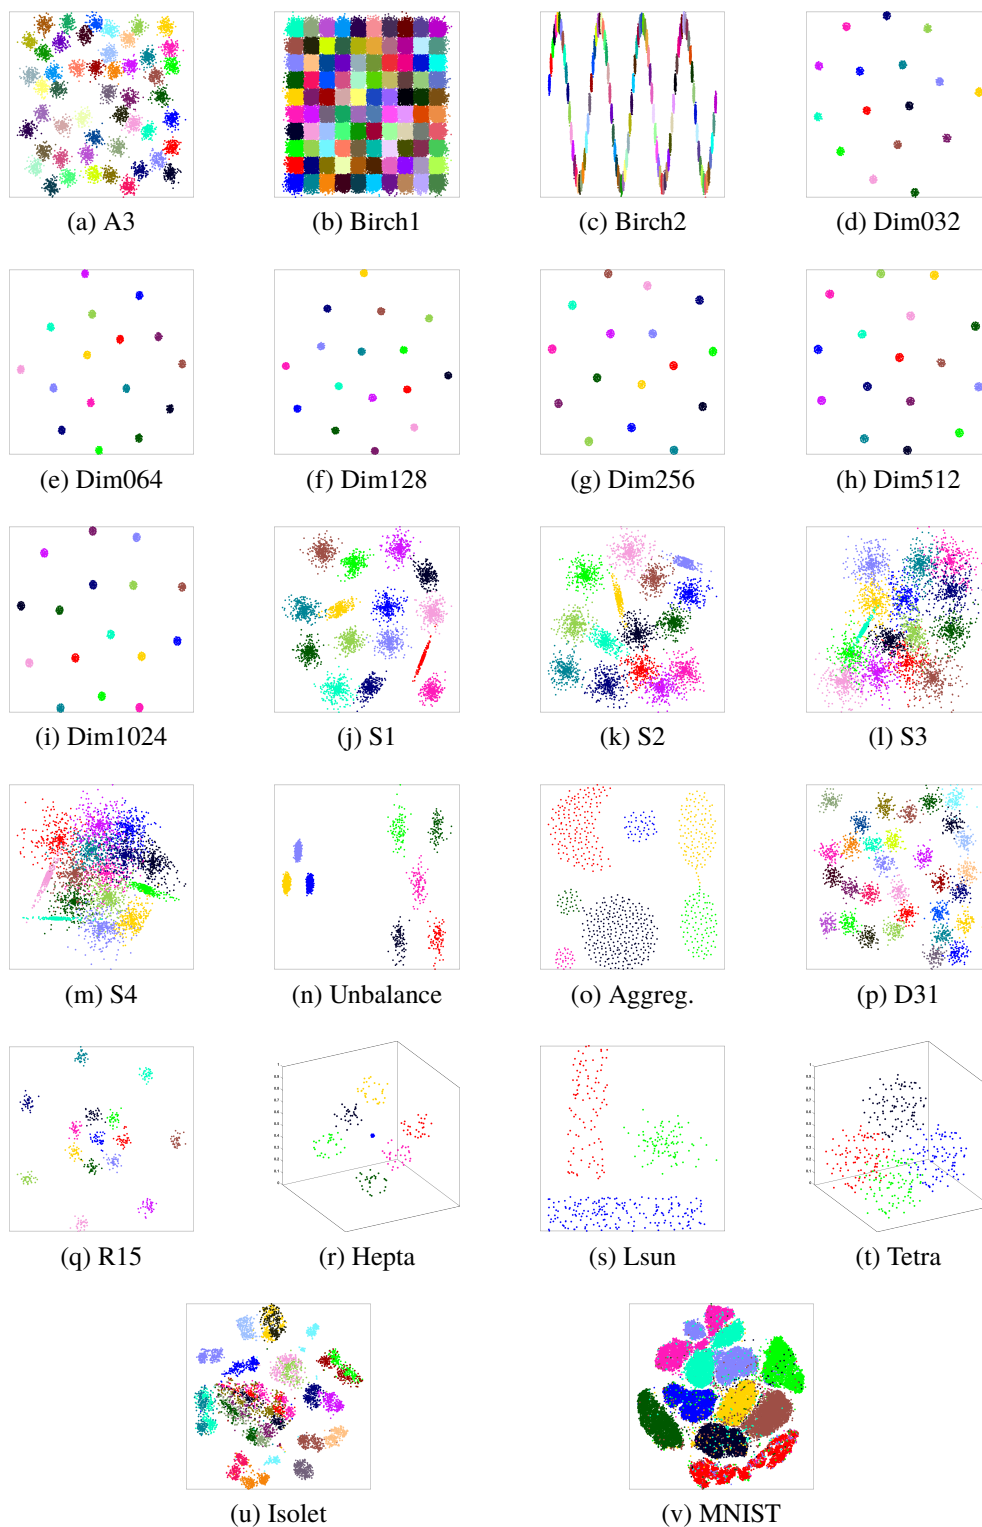 (a) A3
(b) Birch1
(c) Birch2
(d) Dim032
(e) Dim064
(f) Dim128
(g) Dim256
(h) Dim512
(i) Dim1024
(j) S1
(k) S2
(l) S3
(m) S4
(n) Unbalance
(o) Aggreg.
(p) D31
(q) R15
(r) Hepta
(s) Lsun
(t) Tetra
(u) Isolet
(v) MNIST